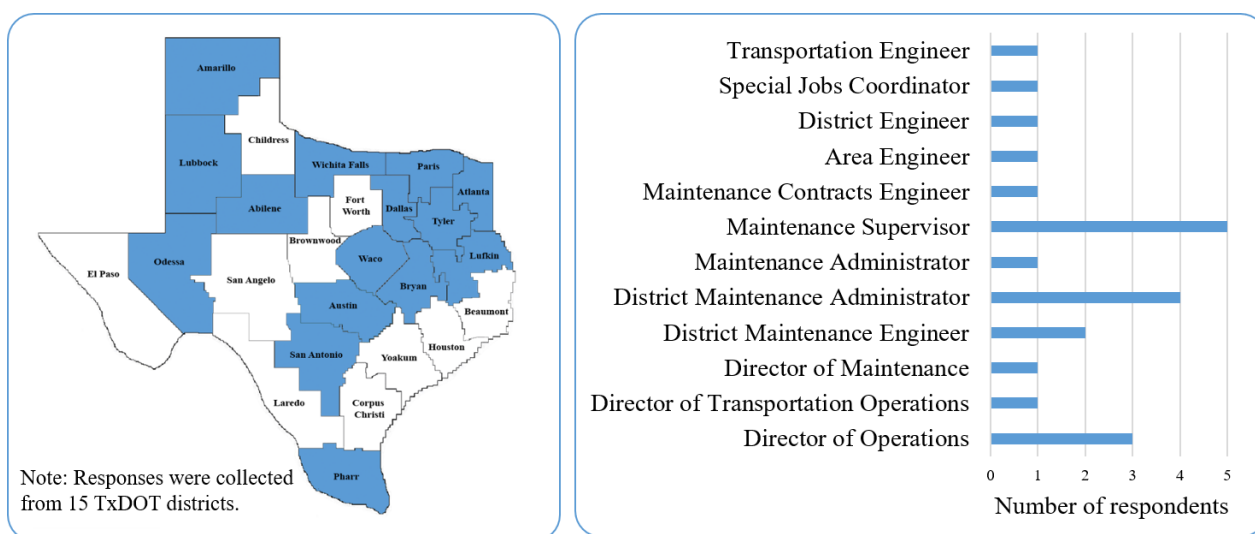 Amarillo
Childress
Lubbock
Wichita Falls
Paris
Atlanta
Abilene
Fort
Worth
Dallas
Tyler
Brownwood
Waco
Lufkin
El Paso
Odessa
San Angelo
Bryan
Austin
Beaumont
San Antonio
Houston
Yoakum
Laredo
Corpus
Christi
Pharr
Note: Responses were collected
from 15 TxDOT districts.
Transportation Engineer
Special Jobs Coordinator
District Engineer
Area Engineer
Maintenance Contracts Engineer
Maintenance Supervisor
Maintenance Administrator
District Maintenance Administrator
District Maintenance Engineer
Director of Maintenance
Director of Transportation Operations
Director of Operations
0 1 2 3 4 5
Number of respondents